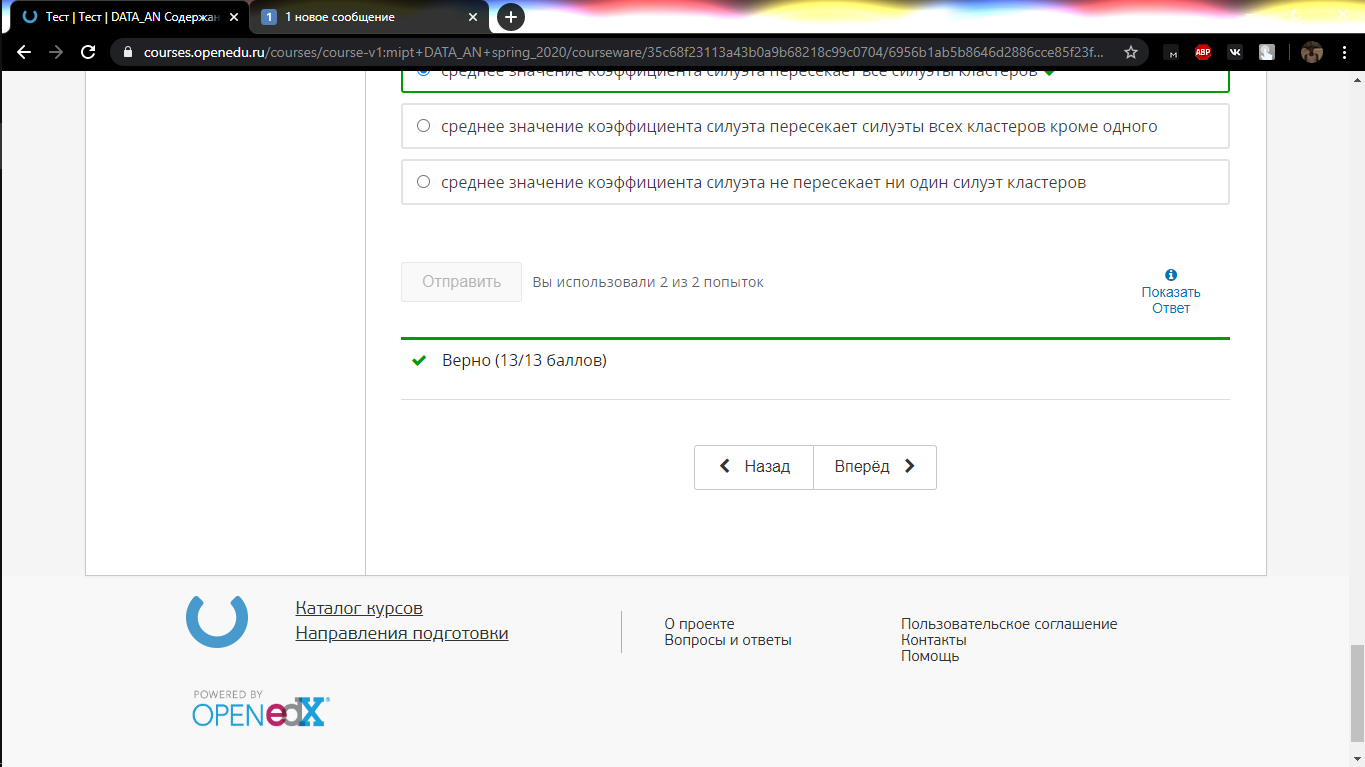 Тест | Тест | DATA_AN Содержан
1
1 новое сообщение
courses.openedu.ru/courses/course-v1:mipt+DATA_AN+spring_2020/courseware/35c68f23113a43b0a9b68218c99c0704/6956b1ab5b8646d2886cce85f23f...
M
ABP
среднее значение коэффициента силуэта пересекает все силуэты кластеров
среднее значение коэффициента силуэта пересекает силуэты всех кластеров кроме одного
среднее значение коэффициента силуэта не пересекает ни один силуэт кластеров
Отправить
Вы использовали 2 из 2 попыток
Показать
Ответ
Верно (13/13 баллов)
Назад
Вперёд
Каталог курсов
Направления подготовки
О проекте
Вопросы и ответы
Пользовательское соглашение
Контакты
Помощь
POWERED BY
OPENedX